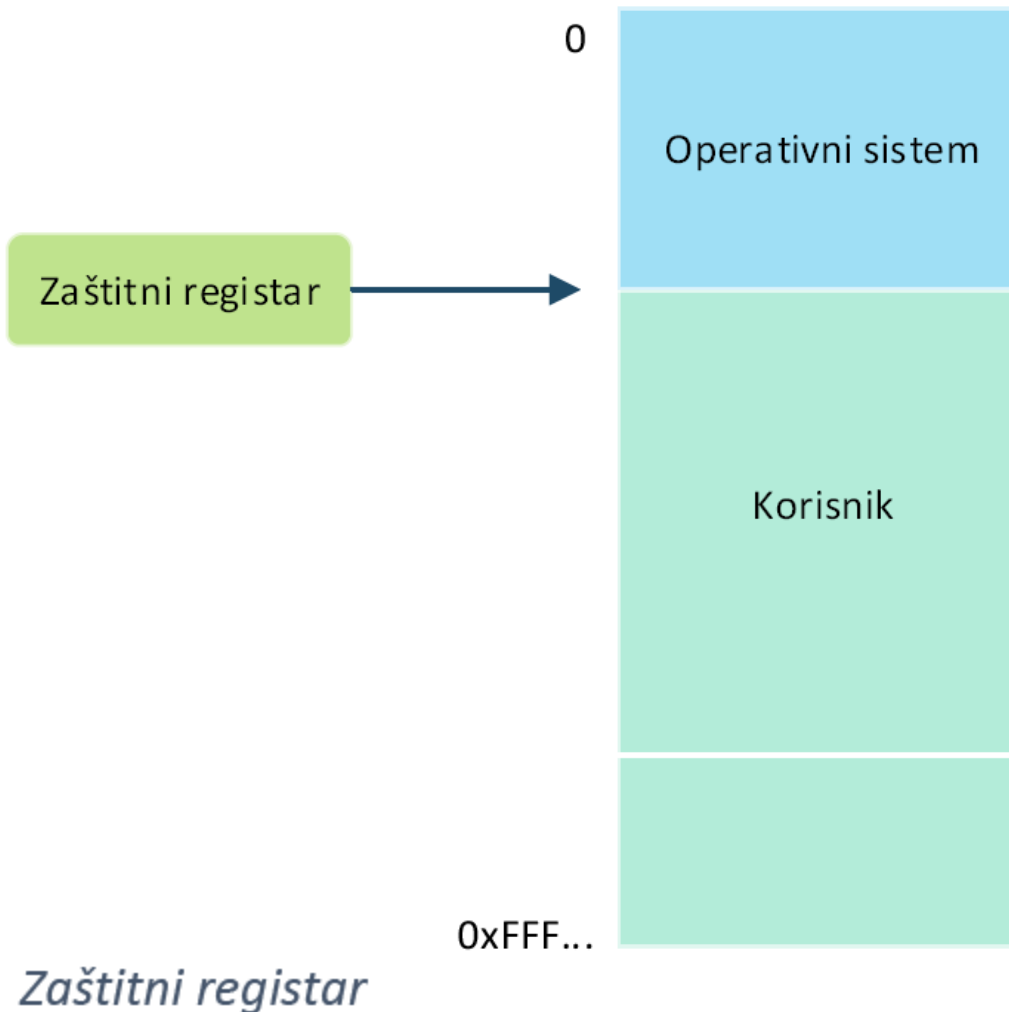 0
Operativni sistem
Zaštitni registar
Korisnik
0xFFF...
Zaštitni registar